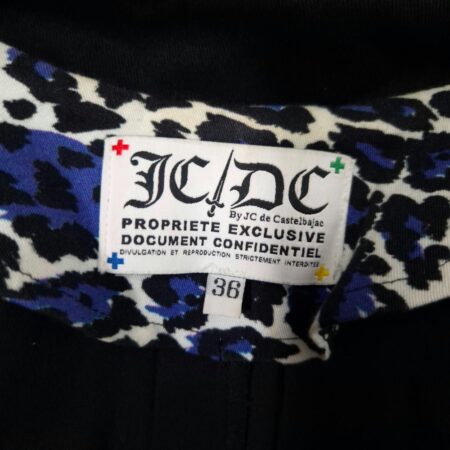 JC/DC
By JC de Castelbajac
PROPRIETE EXCLUSIVE
DOCUMENT CONFIDENTIEL
DIVULGATION ET REPRODUCTION STRICTEMENT INTERDITES
36